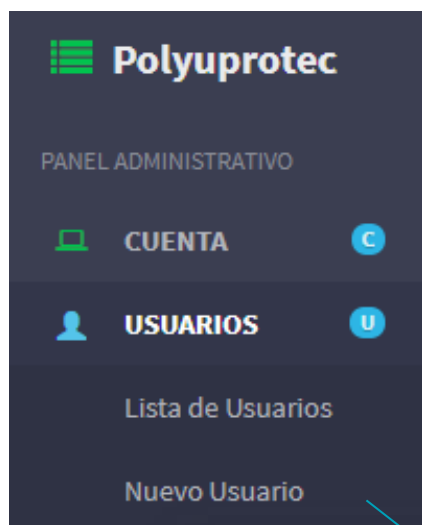 Polyuprotec
PANEL ADMINISTRATIVO
CUENTA C
USUARIOS U
Lista de Usuarios
Nuevo Usuario